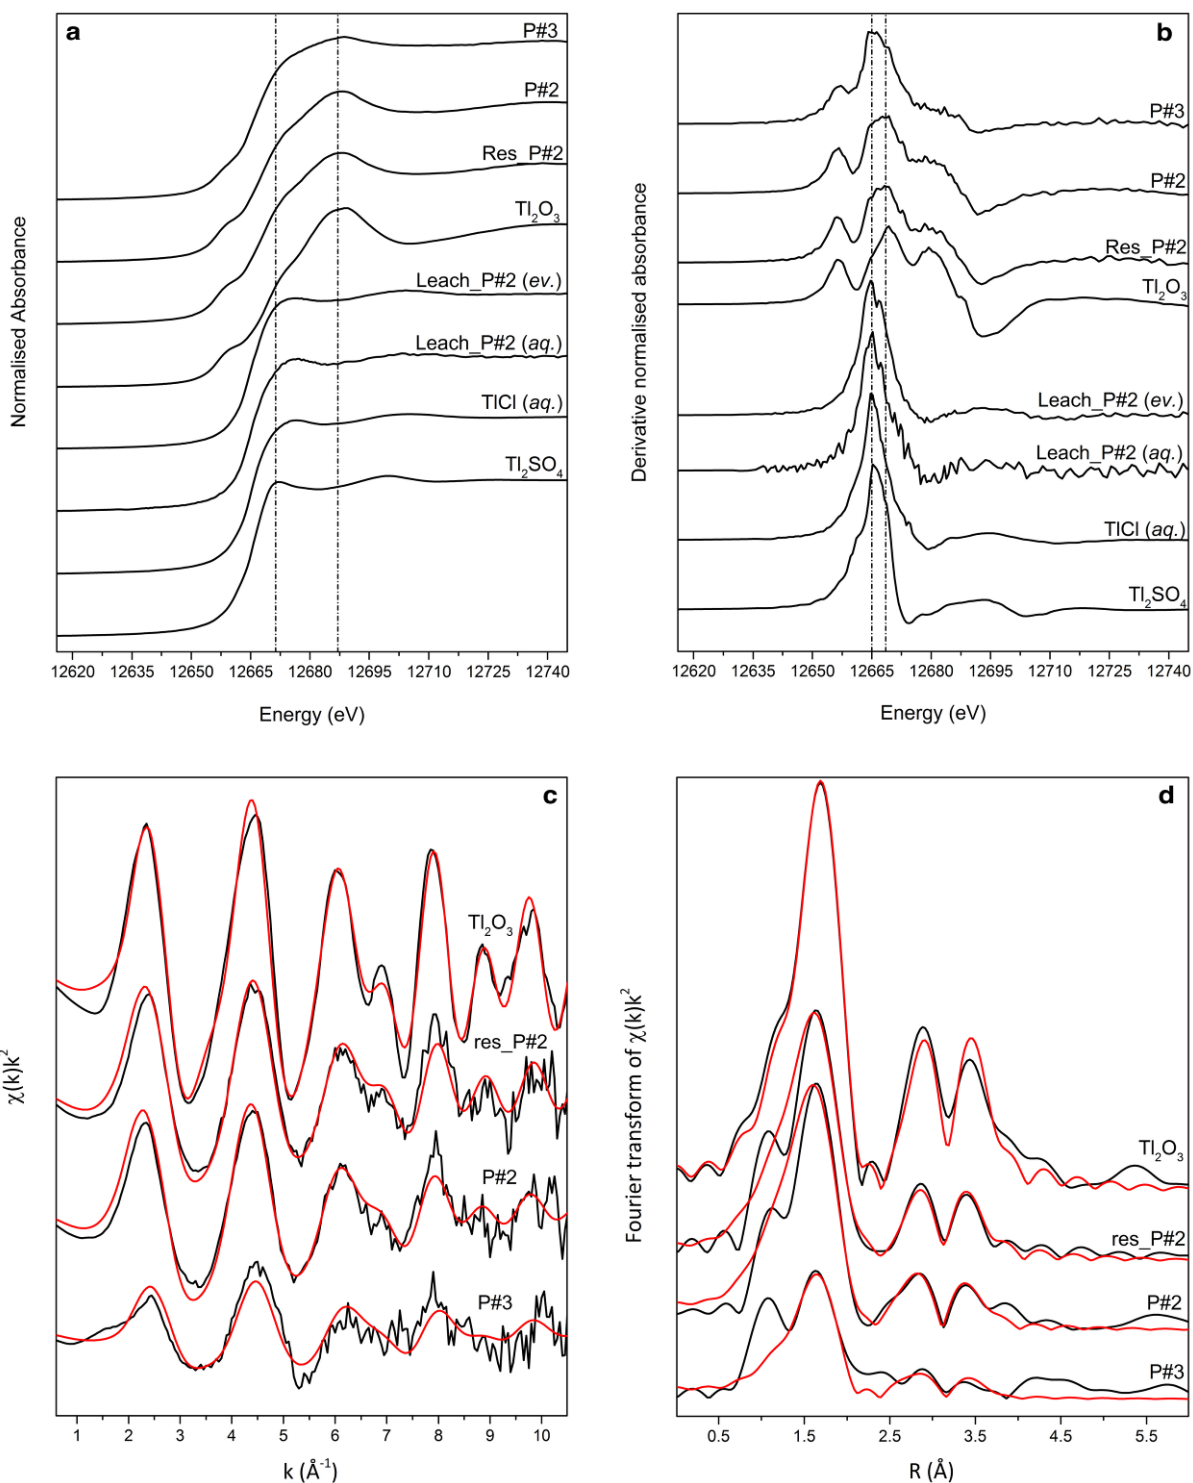 a
P#3
P#2
Res_P#2
Tl₂O₃
Leach_P#2 (ev.)
Leach_P#2 (aq.)
TlCl (aq.)
Tl₂SO₄
Normalised Absorbance
12620 12635 12650 12665 12680 12695 12710 12725 12740
Energy (eV)
b
P#3
P#2
Res_P#2
Tl₂O₃
Leach_P#2 (ev.)
Leach_P#2 (aq.)
TlCl (aq.)
Tl₂SO₄
Derivative normalised absorbance
12620 12635 12650 12665 12680 12695 12710 12725 12740
Energy (eV)
c
Tl₂O₃
res_P#2
P#2
P#3
χ(k)k²
1 2 3 4 5 6 7 8 9 10
k (Å⁻¹)
d
Tl₂O₃
res_P#2
P#2
P#3
Fourier transform of χ(k)k²
0.5 1.5 2.5 3.5 4.5 5.5
R (Å)